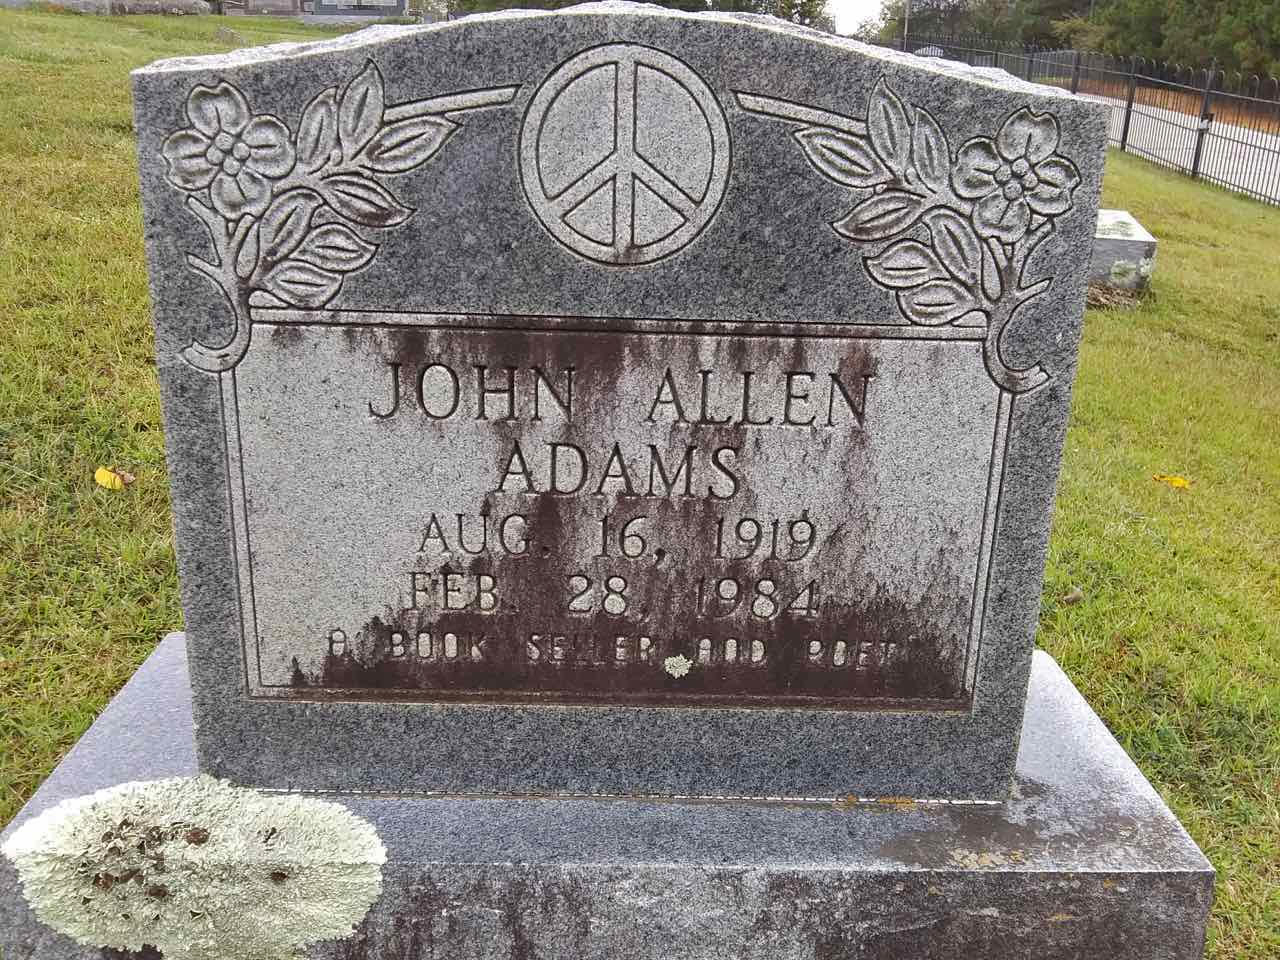 JOHN ALLEN
ADAMS
AUG. 16, 1919
FEB. 28, 1984
A BOOK SELLER AND POET